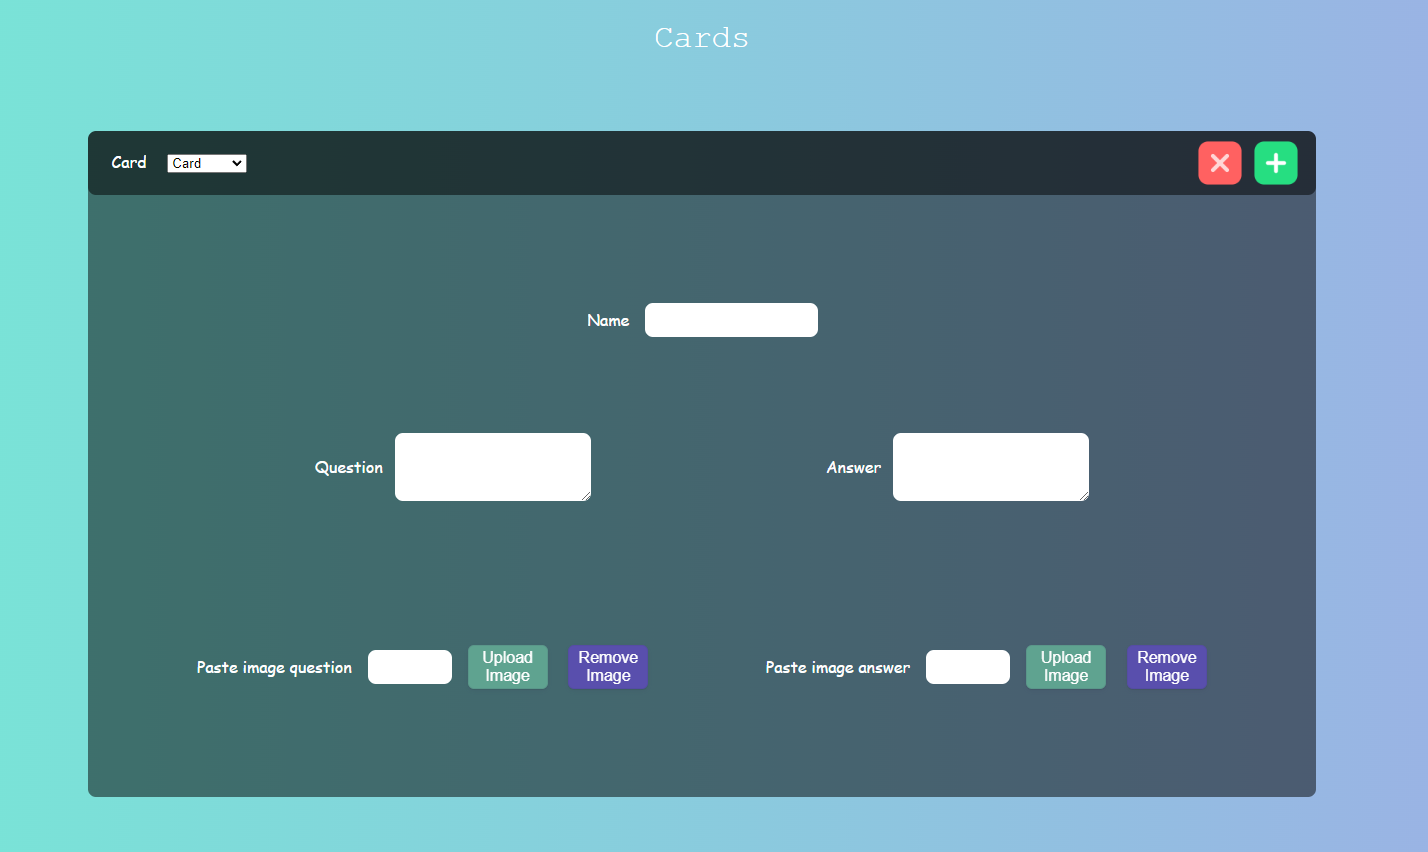 Cards
Card Card
Name
Question Answer
Paste image question Upload Image Remove Image Paste image answer Upload Image Remove Image